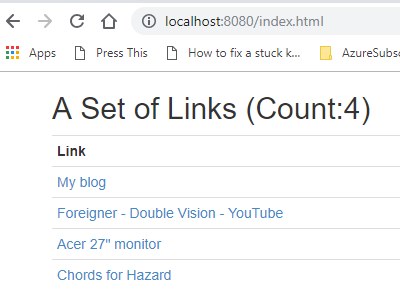 localhost:8080/index.html
Apps Press This How to fix a stuck k... AzureSubsc
A Set of Links (Count:4)
Link
My blog
Foreigner - Double Vision - YouTube
Acer 27" monitor
Chords for Hazard